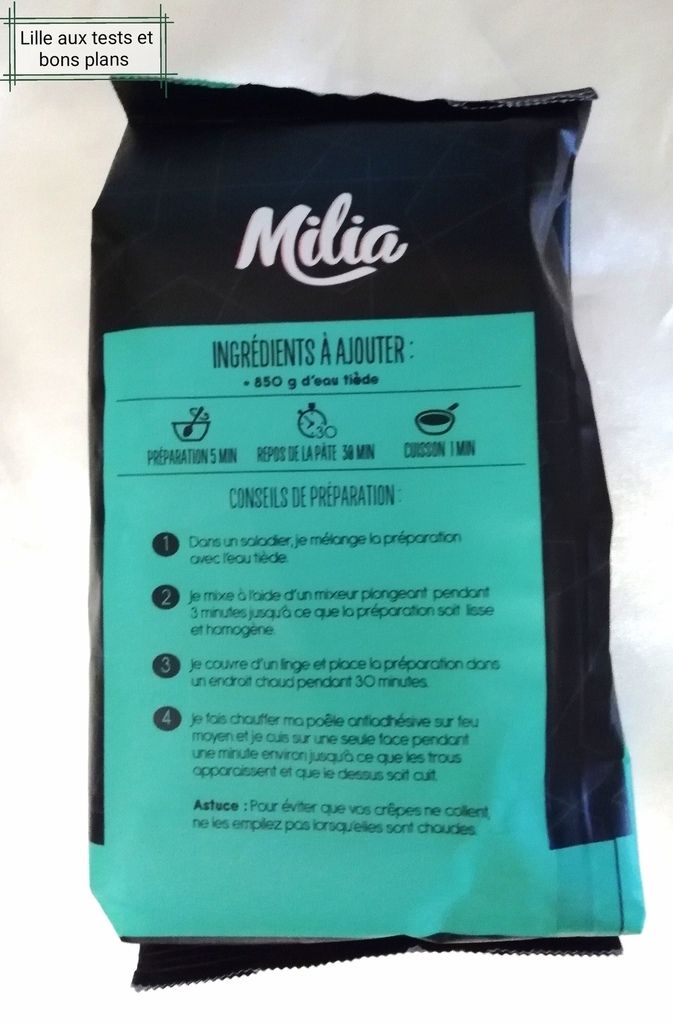 Lille aux tests et
bons plans
Milia
INGRÉDIENTS À AJOUTER :
• 850 g d'eau tiède
30
PRÉPARATION 5 MIN
REPOS DE LA PÂTE 30 MIN
CUISSON 1 MIN
CONSEILS DE PRÉPARATION :
1 Dans un saladier, je mélange la préparation
avec l'eau tiède.
2 Je mixe à l'aide d'un mixeur plongeant pendant
3 minutes jusqu'à ce que la préparation soit lisse
et homogène.
3 Je couvre d'un linge et place la préparation dans
un endroit chaud pendant 30 minutes.
4 Je fais chauffer ma poêle antiadhésive sur feu
moyen et je cuis sur une seule face pendant
une minute environ jusqu'à ce que les trous
apparaissent et que le dessus soit cuit.
Astuce : Pour éviter que vos crêpes ne collent,
ne les empilez pas lorsqu'elles sont chaudes.